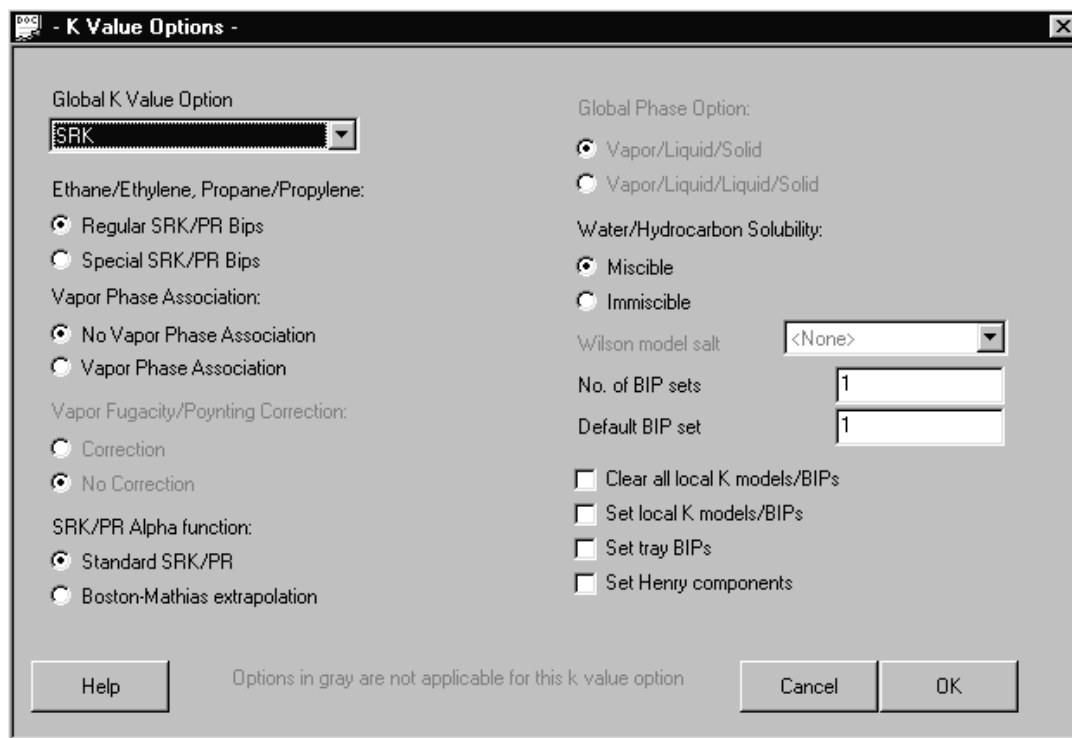 DOC
- K Value Options -
Global K Value Option
SRK
Ethane/Ethylene, Propane/Propylene:
Regular SRK/PR Bips
Special SRK/PR Bips
Vapor Phase Association:
No Vapor Phase Association
Vapor Phase Association
Vapor Fugacity/Poynting Correction:
Correction
No Correction
SRK/PR Alpha function:
Standard SRK/PR
Boston-Mathias extrapolation
Global Phase Option:
Vapor/Liquid/Solid
Vapor/Liquid/Liquid/Solid
Water/Hydrocarbon Solubility:
Miscible
Immiscible
Wilson model salt <None>
No. of BIP sets 1
Default BIP set 1
Clear all local K models/BIPs
Set local K models/BIPs
Set tray BIPs
Set Henry components
Help
Options in gray are not applicable for this k value option
Cancel
OK